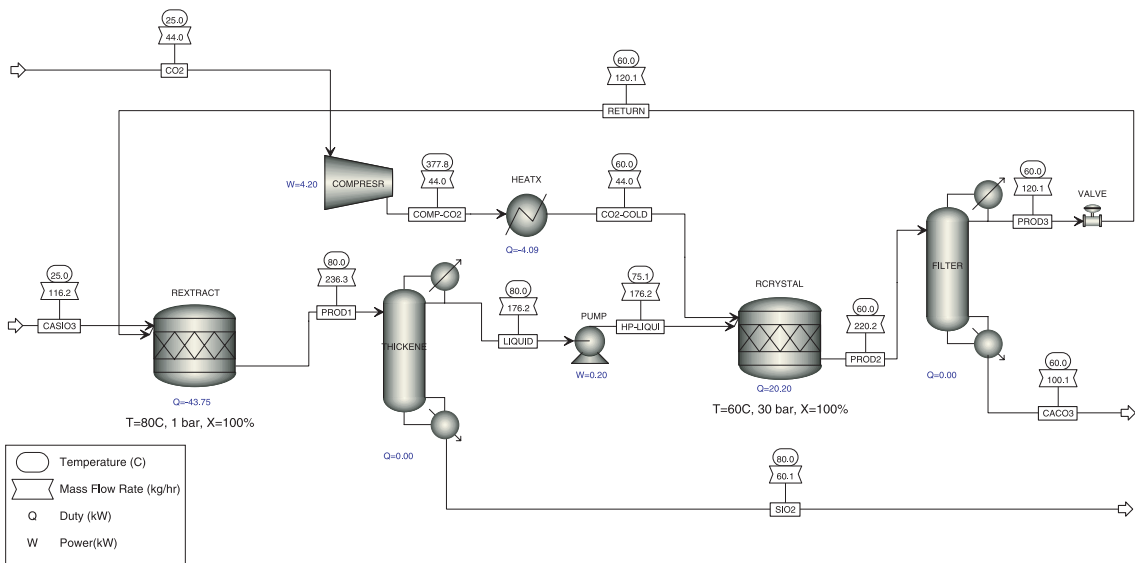 25.0
44.0
CO2
60.0
120.1
RETURN
W=4.20
COMPRESR
377.8
44.0
COMP-CO2
HEATX
Q=-4.09
60.0
44.0
CO2-COLD
60.0
120.1
PROD3
VALVE
FILTER
Q=0.00
25.0
116.2
CASIO3
REXTRACT
Q=-43.75
T=80C, 1 bar, X=100%
80.0
236.3
PROD1
THICKENE
Q=0.00
80.0
176.2
LIQUID
PUMP
W=0.20
75.1
176.2
HP-LIQUI
RCRYSTAL
Q=20.20
T=60C, 30 bar, X=100%
60.0
220.2
PROD2
60.0
100.1
CACO3
80.0
60.1
SIO2
Temperature (C)
Mass Flow Rate (kg/hr)
Q Duty (kW)
W Power(kW)